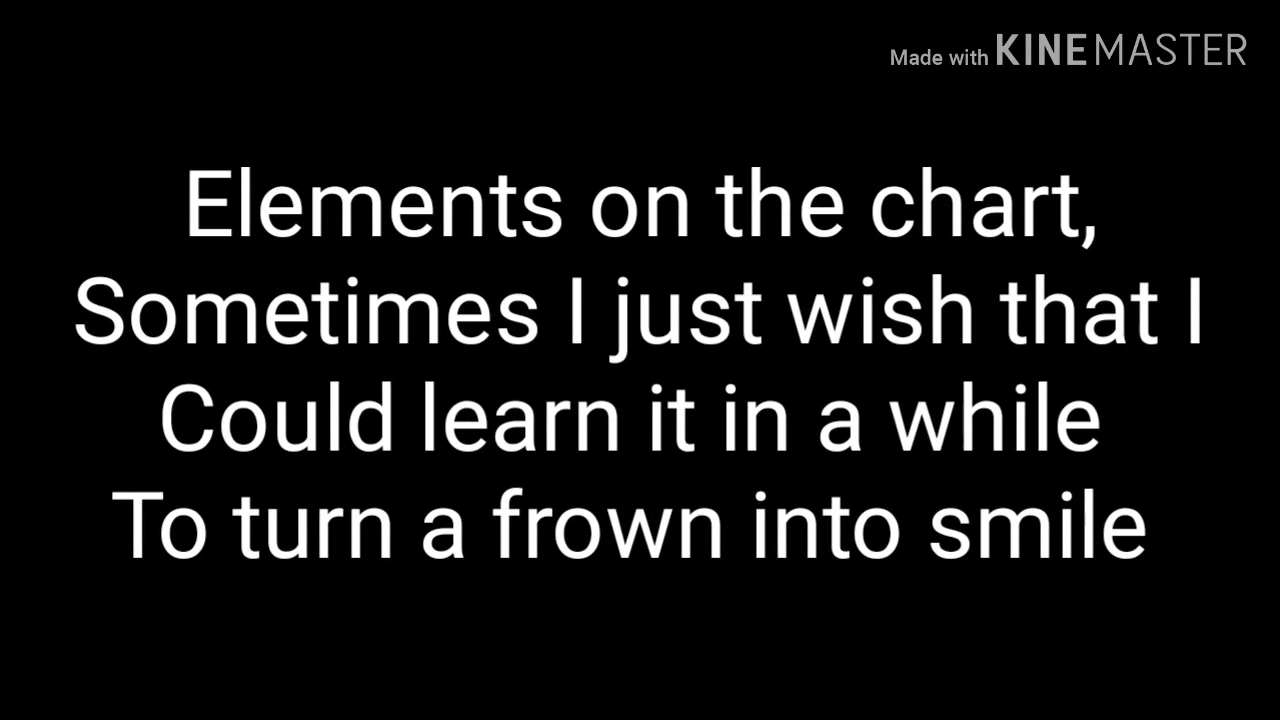 Made with KINEMASTER
Elements on the chart,
Sometimes I just wish that I
Could learn it in a while
To turn a frown into smile